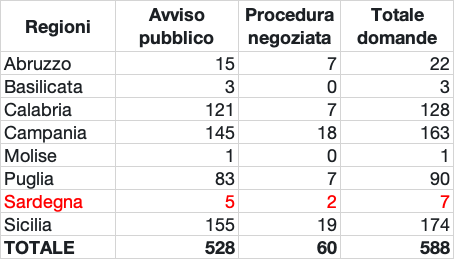 Regioni Avviso pubblico Procedura negoziata Totale domande
Abruzzo 15 7 22
Basilicata 3 0 3
Calabria 121 7 128
Campania 145 18 163
Molise 1 0 1
Puglia 83 7 90
Sardegna 5 2 7
Sicilia 155 19 174
TOTALE 528 60 588